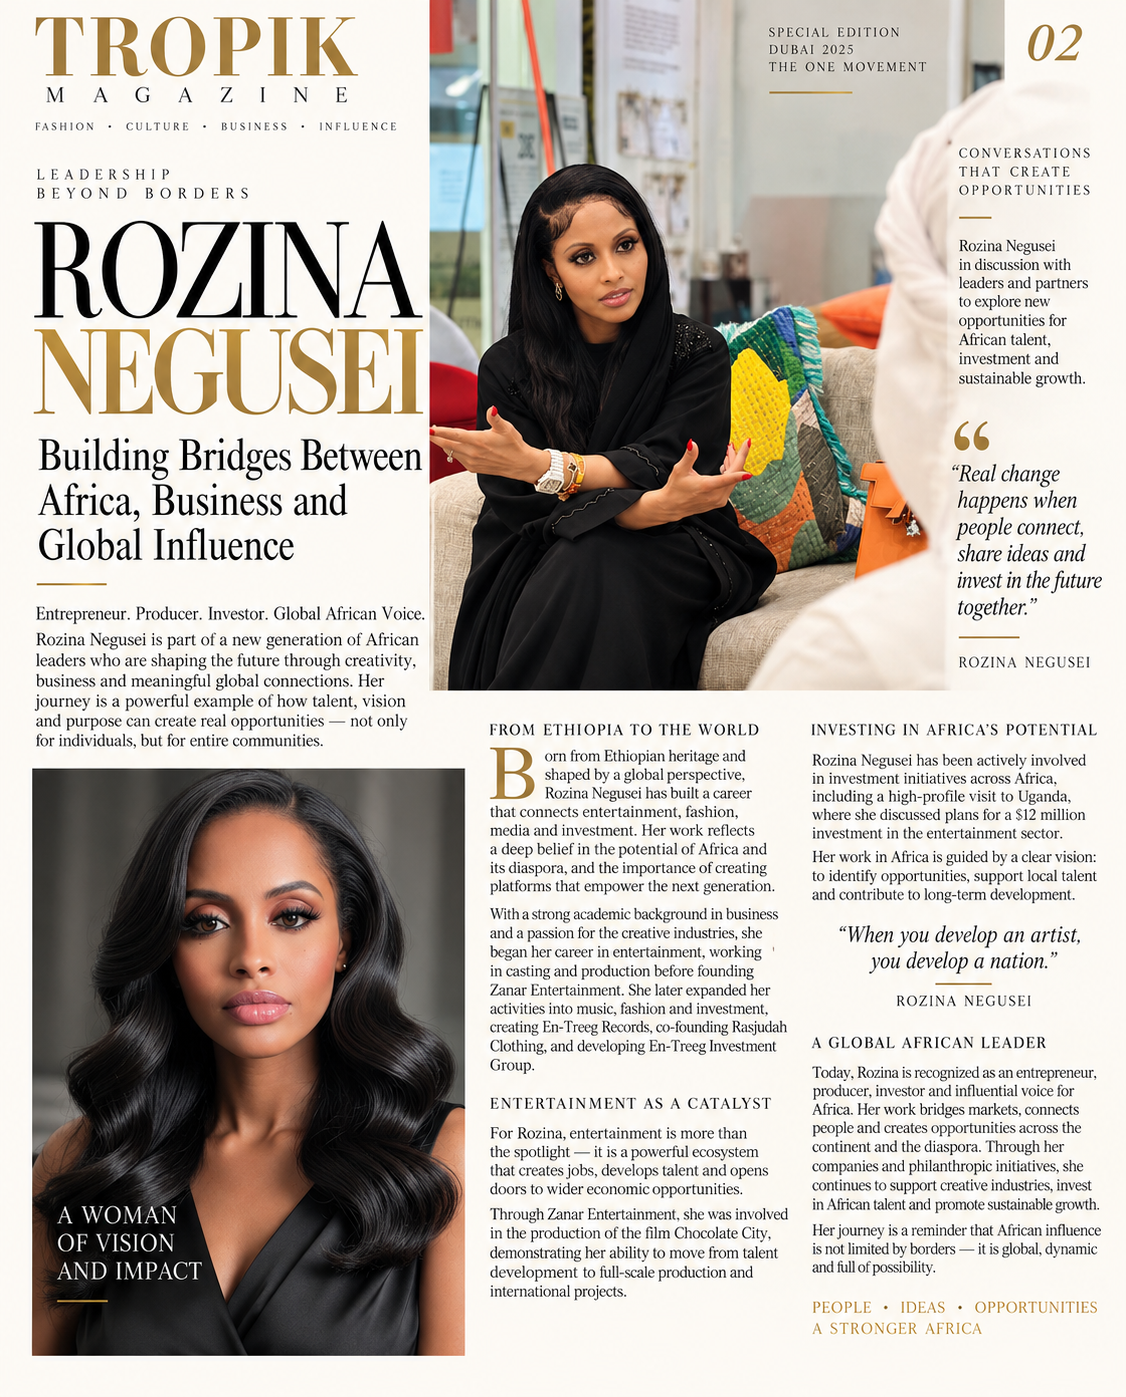 TROPIK
MAGAZINE
FASHION • CULTURE • BUSINESS • INFLUENCE
LEADERSHIP
BEYOND BORDERS
ROZINA
NEGUSEI
Building Bridges Between
Africa, Business and
Global Influence
Entrepreneur. Producer. Investor. Global African Voice.
Rozina Negusei is part of a new generation of African
leaders who are shaping the future through creativity,
business and meaningful global connections. Her
journey is a powerful example of how talent, vision
and purpose can create real opportunities — not only
for individuals, but for entire communities.
SPECIAL EDITION
DUBAI 2025
THE ONE MOVEMENT
02
CONVERSATIONS
THAT CREATE
OPPORTUNITIES
Rozina Negusei
in discussion with
leaders and partners
to explore new
opportunities for
African talent,
investment and
sustainable growth.
“
“Real change
happens when
people connect,
share ideas and
invest in the future
together.”
ROZINA NEGUSEI
A WOMAN
OF VISION
AND IMPACT
FROM ETHIOPIA TO THE WORLD
Born from Ethiopian heritage and
shaped by a global perspective,
Rozina Negusei has built a career
that connects entertainment, fashion,
media and investment. Her work reflects
a deep belief in the potential of Africa and
its diaspora, and the importance of creating
platforms that empower the next generation.
With a strong academic background in business
and a passion for the creative industries, she
began her career in entertainment, working
in casting and production before founding
Zanar Entertainment. She later expanded her
activities into music, fashion and investment,
creating En-Treeg Records, co-founding Rasjudah
Clothing, and developing En-Treeg Investment
Group.
ENTERTAINMENT AS A CATALYST
For Rozina, entertainment is more than
the spotlight — it is a powerful ecosystem
that creates jobs, develops talent and opens
doors to wider economic opportunities.
Through Zanar Entertainment, she was involved
in the production of the film Chocolate City,
demonstrating her ability to move from talent
development to full-scale production and
international projects.
INVESTING IN AFRICA'S POTENTIAL
Rozina Negusei has been actively involved
in investment initiatives across Africa,
including a high-profile visit to Uganda,
where she discussed plans for a $12 million
investment in the entertainment sector.
Her work in Africa is guided by a clear vision:
to identify opportunities, support local talent
and contribute to long-term development.
“When you develop an artist,
you develop a nation.”
ROZINA NEGUSEI
A GLOBAL AFRICAN LEADER
Today, Rozina is recognized as an entrepreneur,
producer, investor and influential voice for
Africa. Her work bridges markets, connects
people and creates opportunities across the
continent and the diaspora. Through her
companies and philanthropic initiatives, she
continues to support creative industries, invest
in African talent and promote sustainable growth.
Her journey is a reminder that African influence
is not limited by borders — it is global, dynamic
and full of possibility.
PEOPLE • IDEAS • OPPORTUNITIES
A STRONGER AFRICA